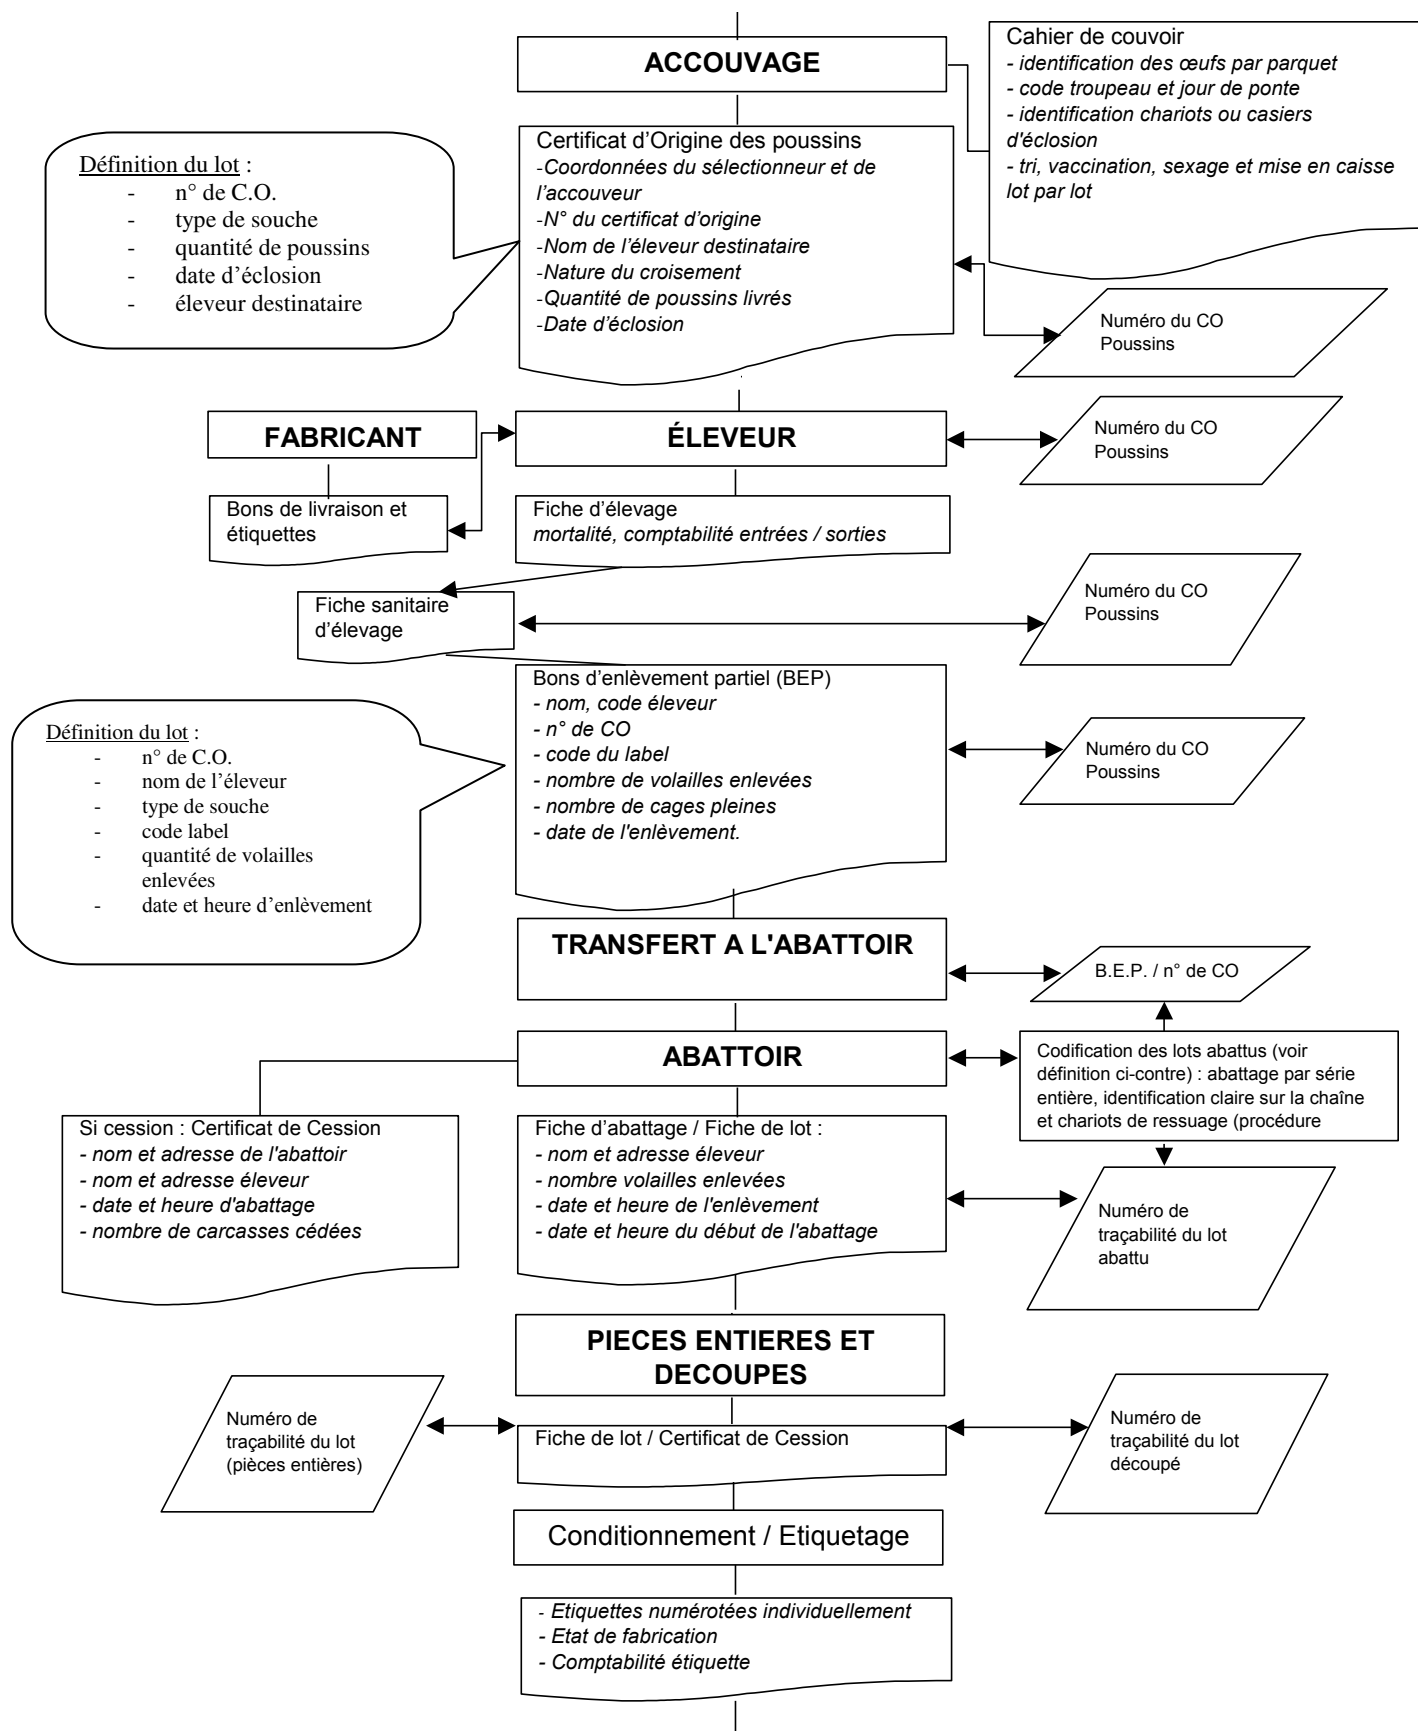 ACCOUVAGE
Cahier de couvoir
- identification des œufs par parquet
- code troupeau et jour de ponte
- identification chariots ou casiers
d'éclosion
- tri, vaccination, sexage et mise en caisse
lot par lot
Certificat d’Origine des poussins
-Coordonnées du sélectionneur et de
l’accouveur
-N° du certificat d’origine
-Nom de l’éleveur destinataire
-Nature du croisement
-Quantité de poussins livrés
-Date d’éclosion
Définition du lot :
- n° de C.O.
- type de souche
- quantité de poussins
- date d’éclosion
- éleveur destinataire
Numéro du CO
Poussins
FABRICANT
ÉLEVEUR
Numéro du CO
Poussins
Bons de livraison et
étiquettes
Fiche d’élevage
mortalité, comptabilité entrées / sorties
Fiche sanitaire
d’élevage
Numéro du CO
Poussins
Bons d’enlèvement partiel (BEP)
- nom, code éleveur
- n° de CO
- code du label
- nombre de volailles enlevées
- nombre de cages pleines
- date de l'enlèvement.
Définition du lot :
- n° de C.O.
- nom de l’éleveur
- type de souche
- code label
- quantité de volailles
enlevées
- date et heure d’enlèvement
Numéro du CO
Poussins
TRANSFERT A L'ABATTOIR
B.E.P. / n° de CO
ABATTOIR
Codification des lots abattus (voir
définition ci-contre) : abattage par série
entière, identification claire sur la chaîne
et chariots de ressuage (procédure
Si cession : Certificat de Cession
- nom et adresse de l'abattoir
- nom et adresse éleveur
- date et heure d'abattage
- nombre de carcasses cédées
Fiche d’abattage / Fiche de lot :
- nom et adresse éleveur
- nombre volailles enlevées
- date et heure de l'enlèvement
- date et heure du début de l'abattage
Numéro de
traçabilité du lot
abattu
PIECES ENTIERES ET
DECOUPES
Numéro de
traçabilité du lot
(pièces entières)
Fiche de lot / Certificat de Cession
Numéro de
traçabilité du lot
découpé
Conditionnement / Etiquetage
- Etiquettes numérotées individuellement
- Etat de fabrication
- Comptabilité étiquette